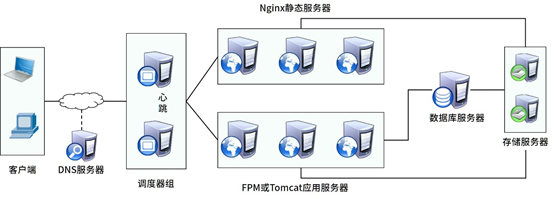 Nginx静态服务器
心跳
数据库服务器
客户端
DNS服务器
调度器组
存储服务器
FPM或Tomcat应用服务器